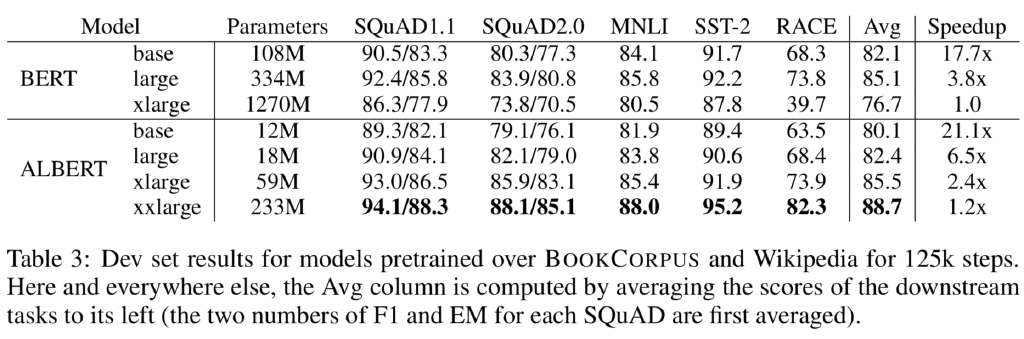 Model Parameters SQuAD1.1 SQuAD2.0 MNLI SST-2 RACE Avg Speedup
base 108M 90.5/83.3 80.3/77.3 84.1 91.7 68.3 82.1 17.7x
BERT large 334M 92.4/85.8 83.9/80.8 85.8 92.2 73.8 85.1 3.8x
xlarge 1270M 86.3/77.9 73.8/70.5 80.5 87.8 39.7 76.7 1.0
base 12M 89.3/82.1 79.1/76.1 81.9 89.4 63.5 80.1 21.1x
ALBERT large 18M 90.9/84.1 82.1/79.0 83.8 90.6 68.4 82.4 6.5x
xlarge 59M 93.0/86.5 85.9/83.1 85.4 91.9 73.9 85.5 2.4x
xxlarge 233M 94.1/88.3 88.1/85.1 88.0 95.2 82.3 88.7 1.2x
Table 3: Dev set results for models pretrained over BOOKCORPUS and Wikipedia for 125k steps.
Here and everywhere else, the Avg column is computed by averaging the scores of the downstream
tasks to its left (the two numbers of F1 and EM for each SQuAD are first averaged).